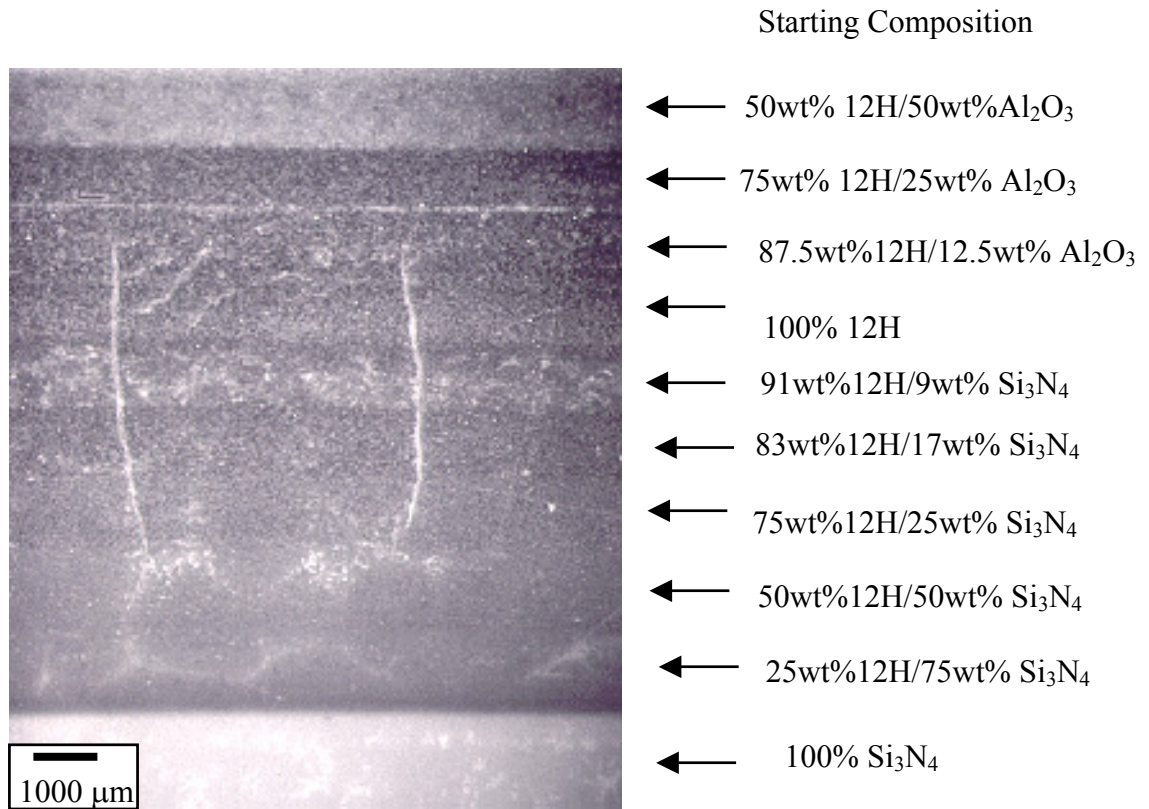 Starting Composition
50wt% 12H/50wt%Al₂O₃
75wt% 12H/25wt% Al₂O₃
87.5wt%12H/12.5wt% Al₂O₃
100% 12H
91wt%12H/9wt% Si₃N₄
83wt%12H/17wt% Si₃N₄
75wt%12H/25wt% Si₃N₄
50wt%12H/50wt% Si₃N₄
25wt%12H/75wt% Si₃N₄
100% Si₃N₄
1000 μm